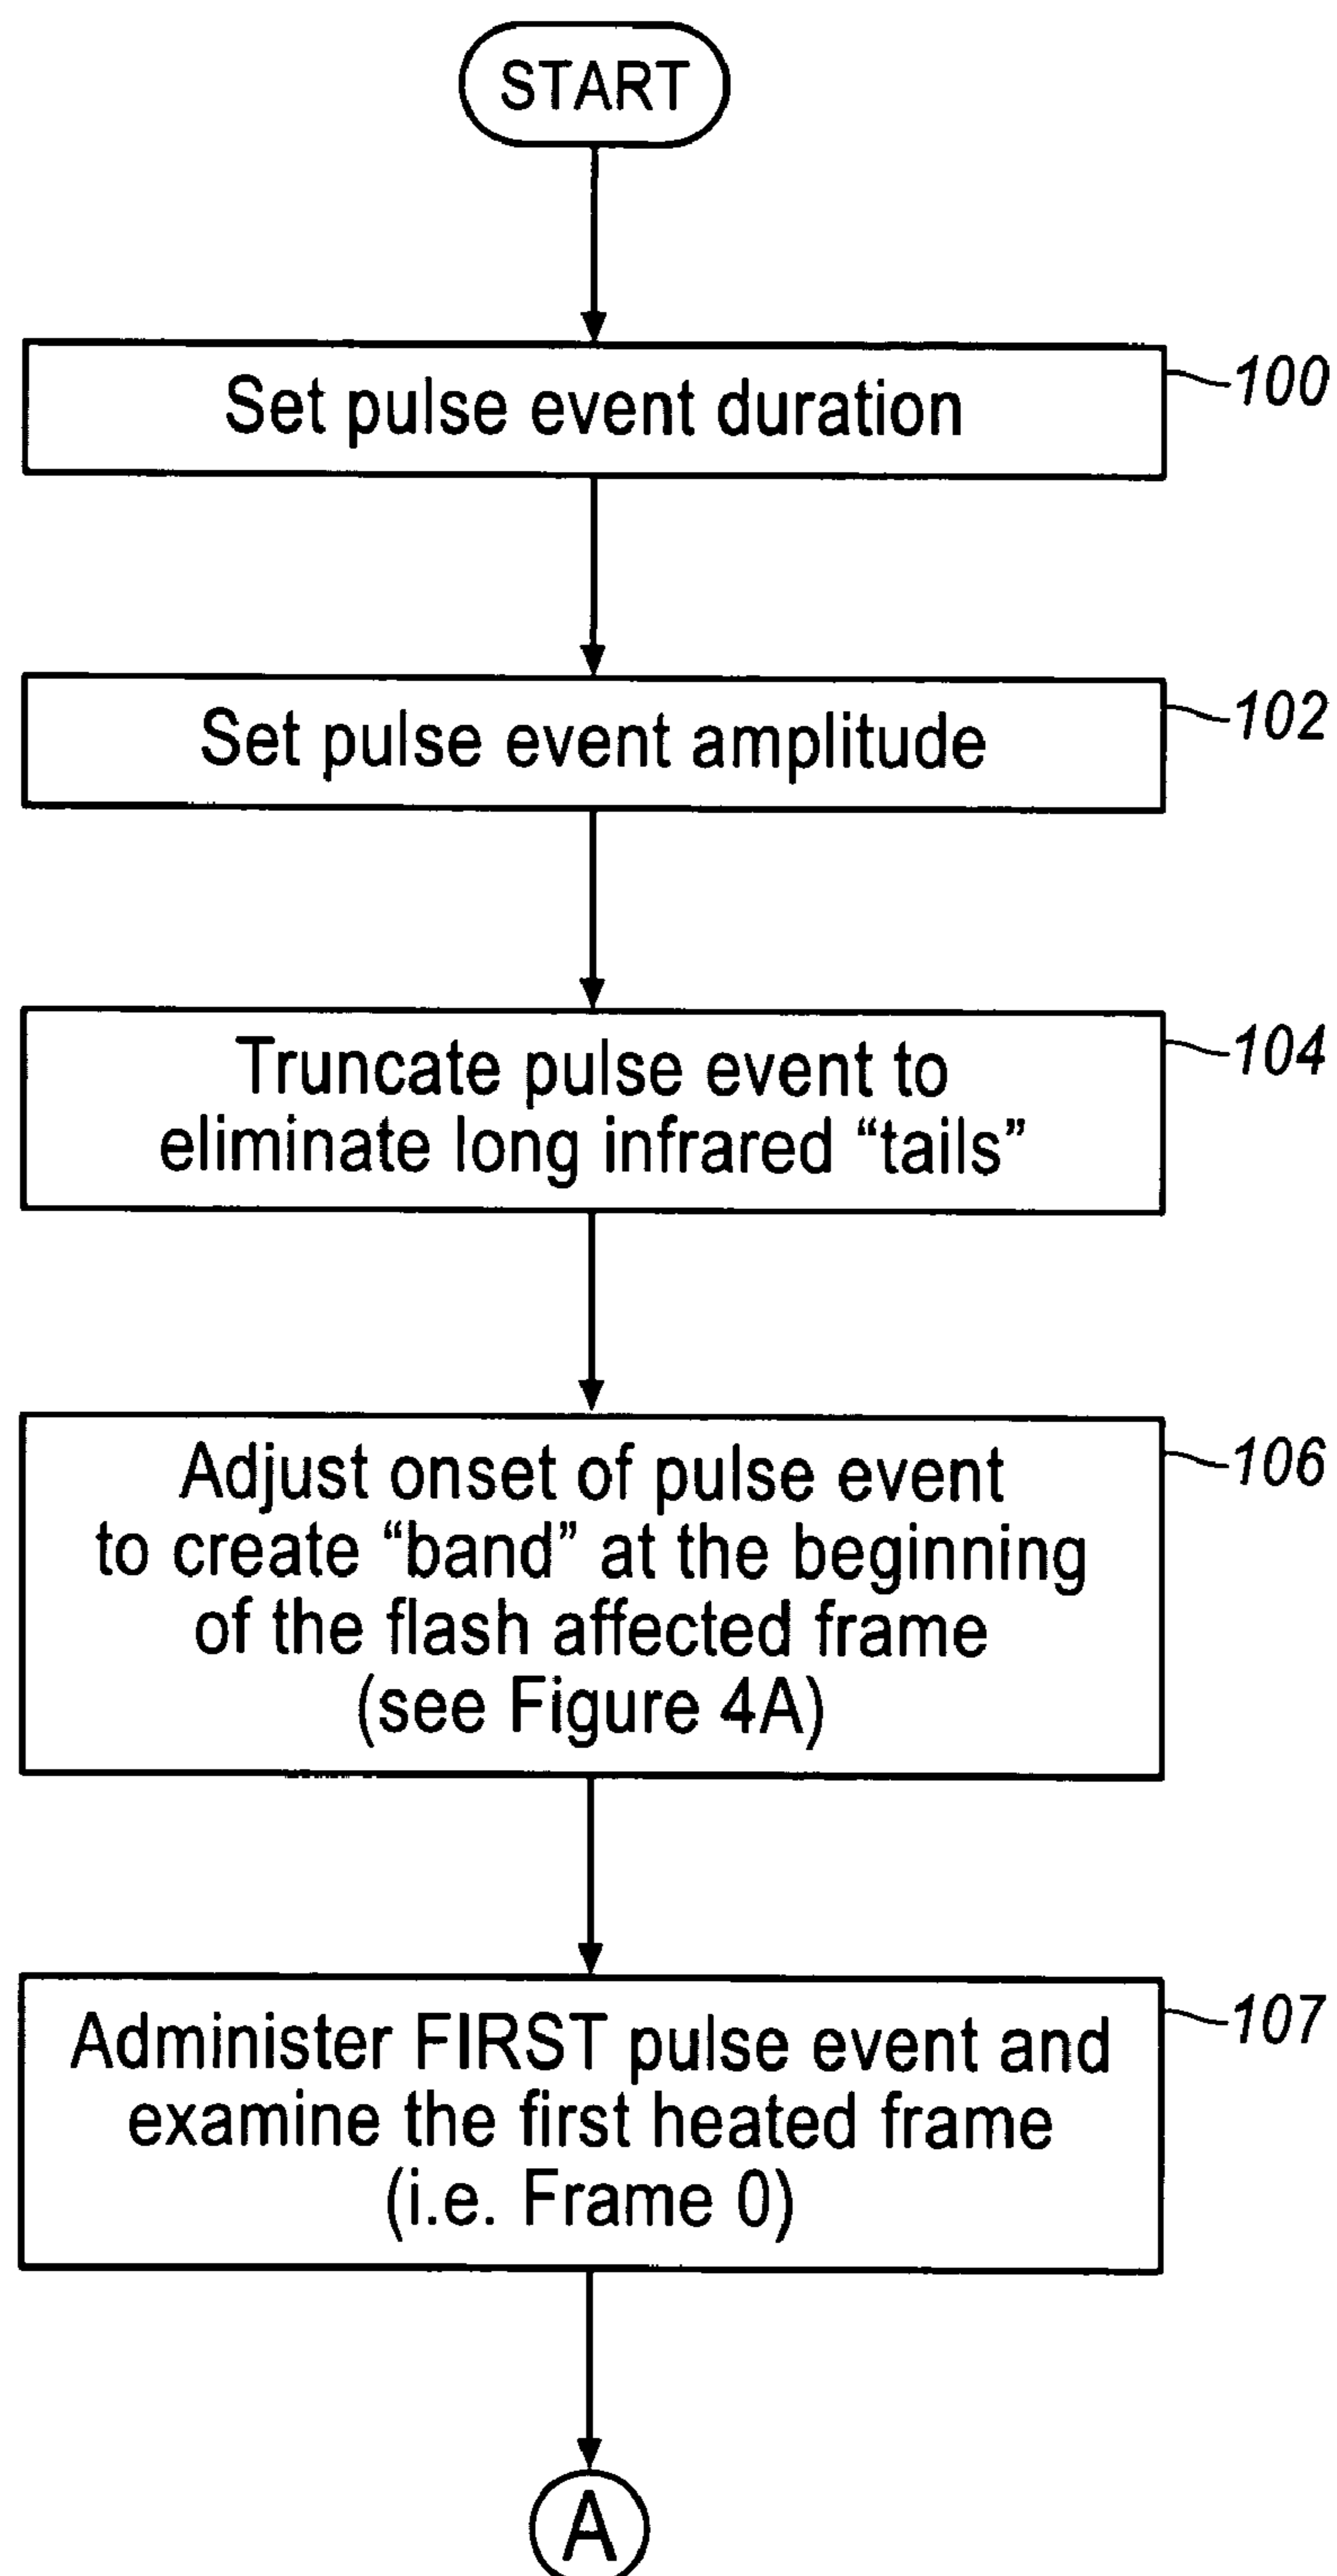 START
Set pulse event duration
100
Set pulse event amplitude
102
Truncate pulse event to
eliminate long infrared “tails”
104
Adjust onset of pulse event
to create “band” at the beginning
of the flash affected frame
(see Figure 4A)
106
Administer FIRST pulse event and
examine the first heated frame
(i.e. Frame 0)
107
A